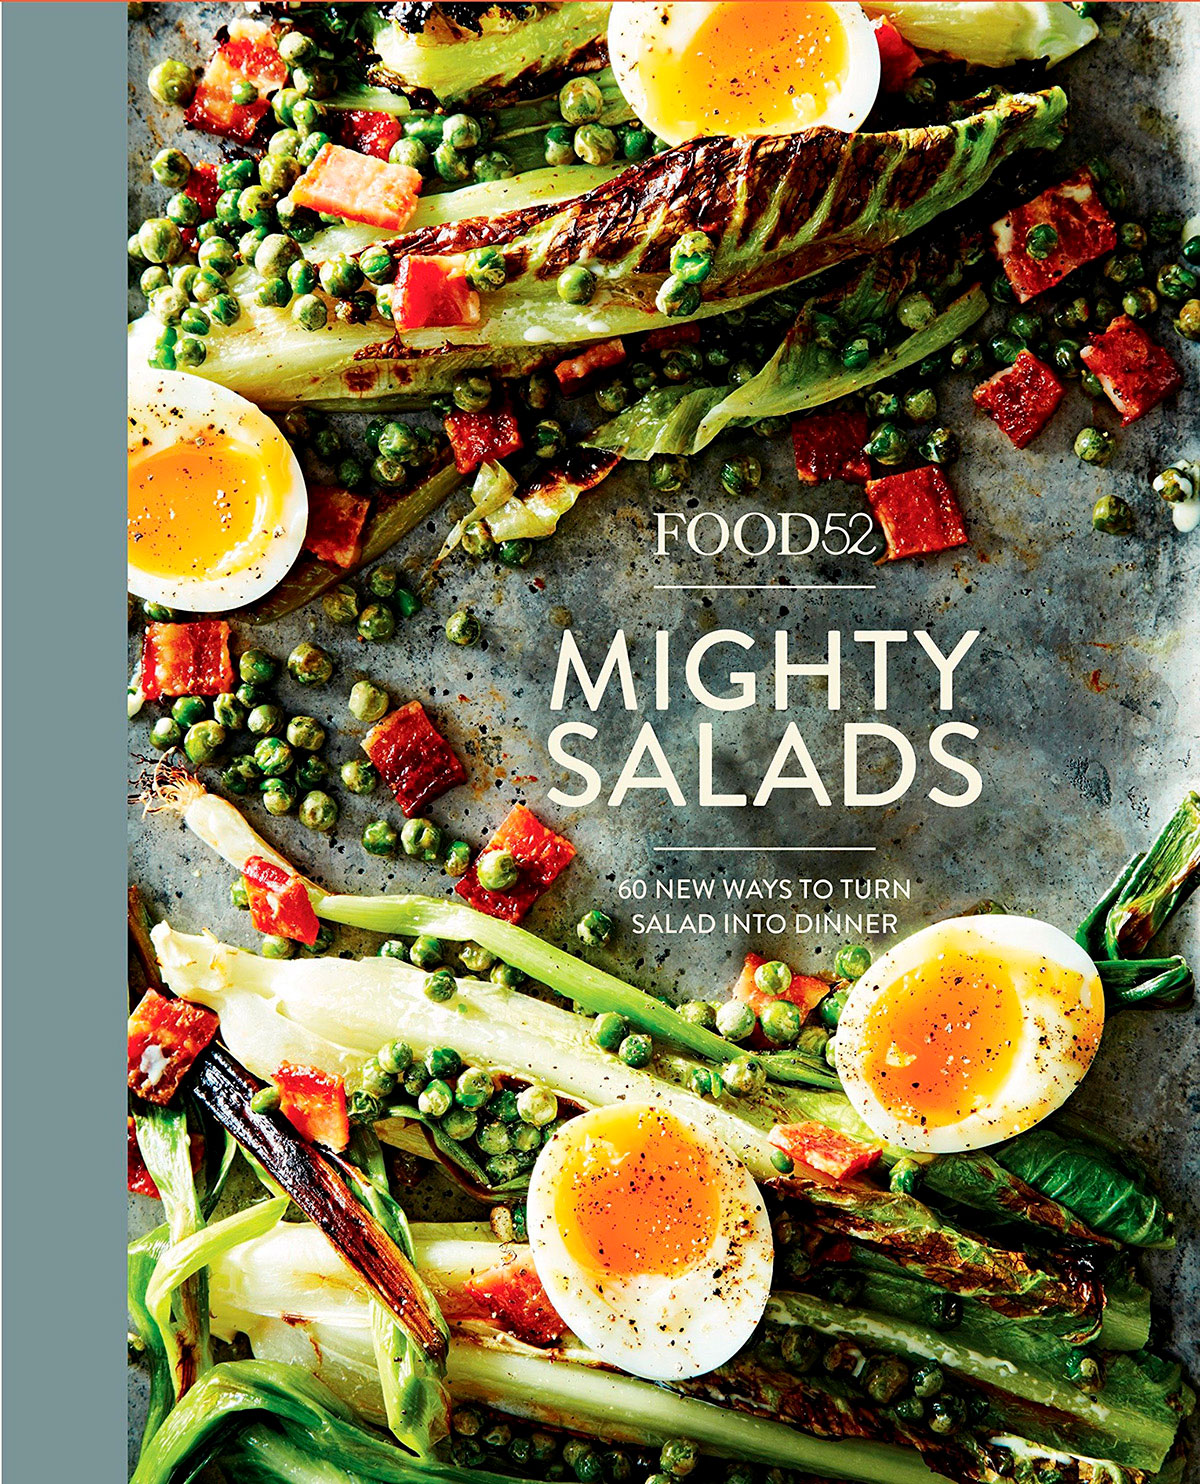 FOOD52
MIGHTY
SALADS
60 NEW WAYS TO TURN
SALAD INTO DINNER